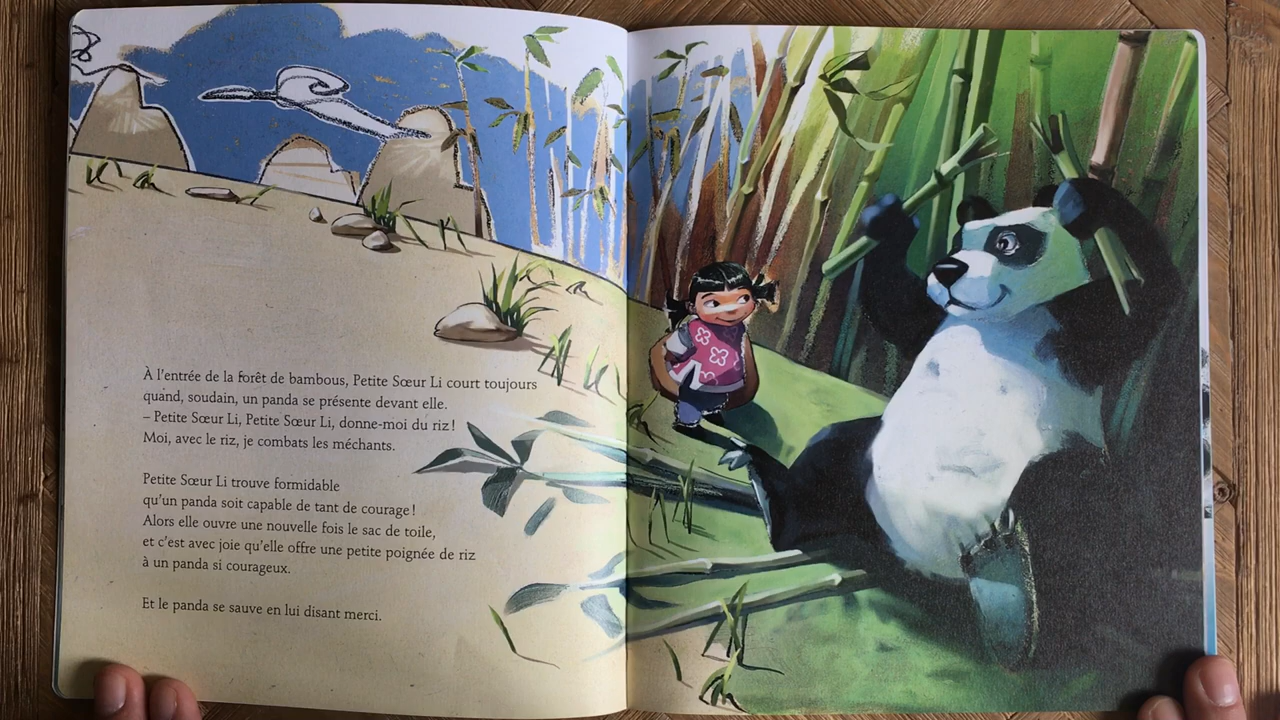 À l'entrée de la forêt de bambous, Petite Sœur Li court toujours
quand, soudain, un panda se présente devant elle.
– Petite Sœur Li, Petite Sœur Li, donne-moi du riz !
Moi, avec le riz, je combats les méchants.
Petite Sœur Li trouve formidable
qu'un panda soit capable de tant de courage !
Alors elle ouvre une nouvelle fois le sac de toile,
et c'est avec joie qu'elle offre une petite poignée de riz
à un panda si courageux.
Et le panda se sauve en lui disant merci.